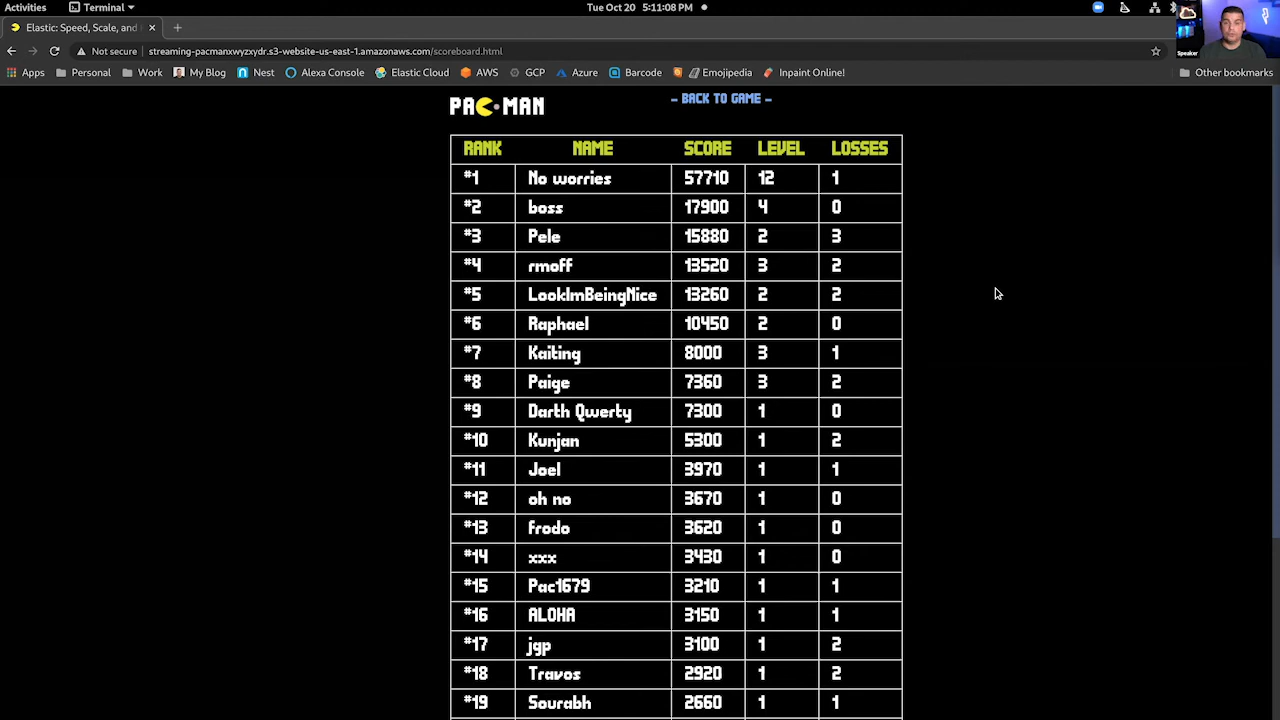 Activities Terminal Tue Oct 20 5:11:08 PM
Elastic: Speed, Scale, and
Not secure streaming-pacmanxwyzxydr.s3-website-us-east-1.amazonaws.com/scoreboard.html
Apps Personal Work My Blog Nest Alexa Console Elastic Cloud AWS GCP Azure Barcode Emojipedia Inpaint Online! Other bookmarks
Speaker
PAC-MAN - BACK TO GAME -
RANK NAME SCORE LEVEL LOSSES
#1 No worries 57710 12 1
#2 boss 17900 4 0
#3 Pele 15880 2 3
#4 rmoff 13520 3 2
#5 LookImBeingNice 13260 2 2
#6 Raphael 10450 2 0
#7 Kaiting 8000 3 1
#8 Paige 7360 3 2
#9 Darth Qwerty 7300 1 0
#10 Kunjan 5300 1 2
#11 Joel 3970 1 1
#12 oh no 3670 1 0
#13 frodo 3620 1 0
#14 xxx 3430 1 0
#15 Pac1679 3210 1 1
#16 ALOHA 3150 1 1
#17 jgp 3100 1 2
#18 Travos 2920 1 2
#19 Sourabh 2660 1 1